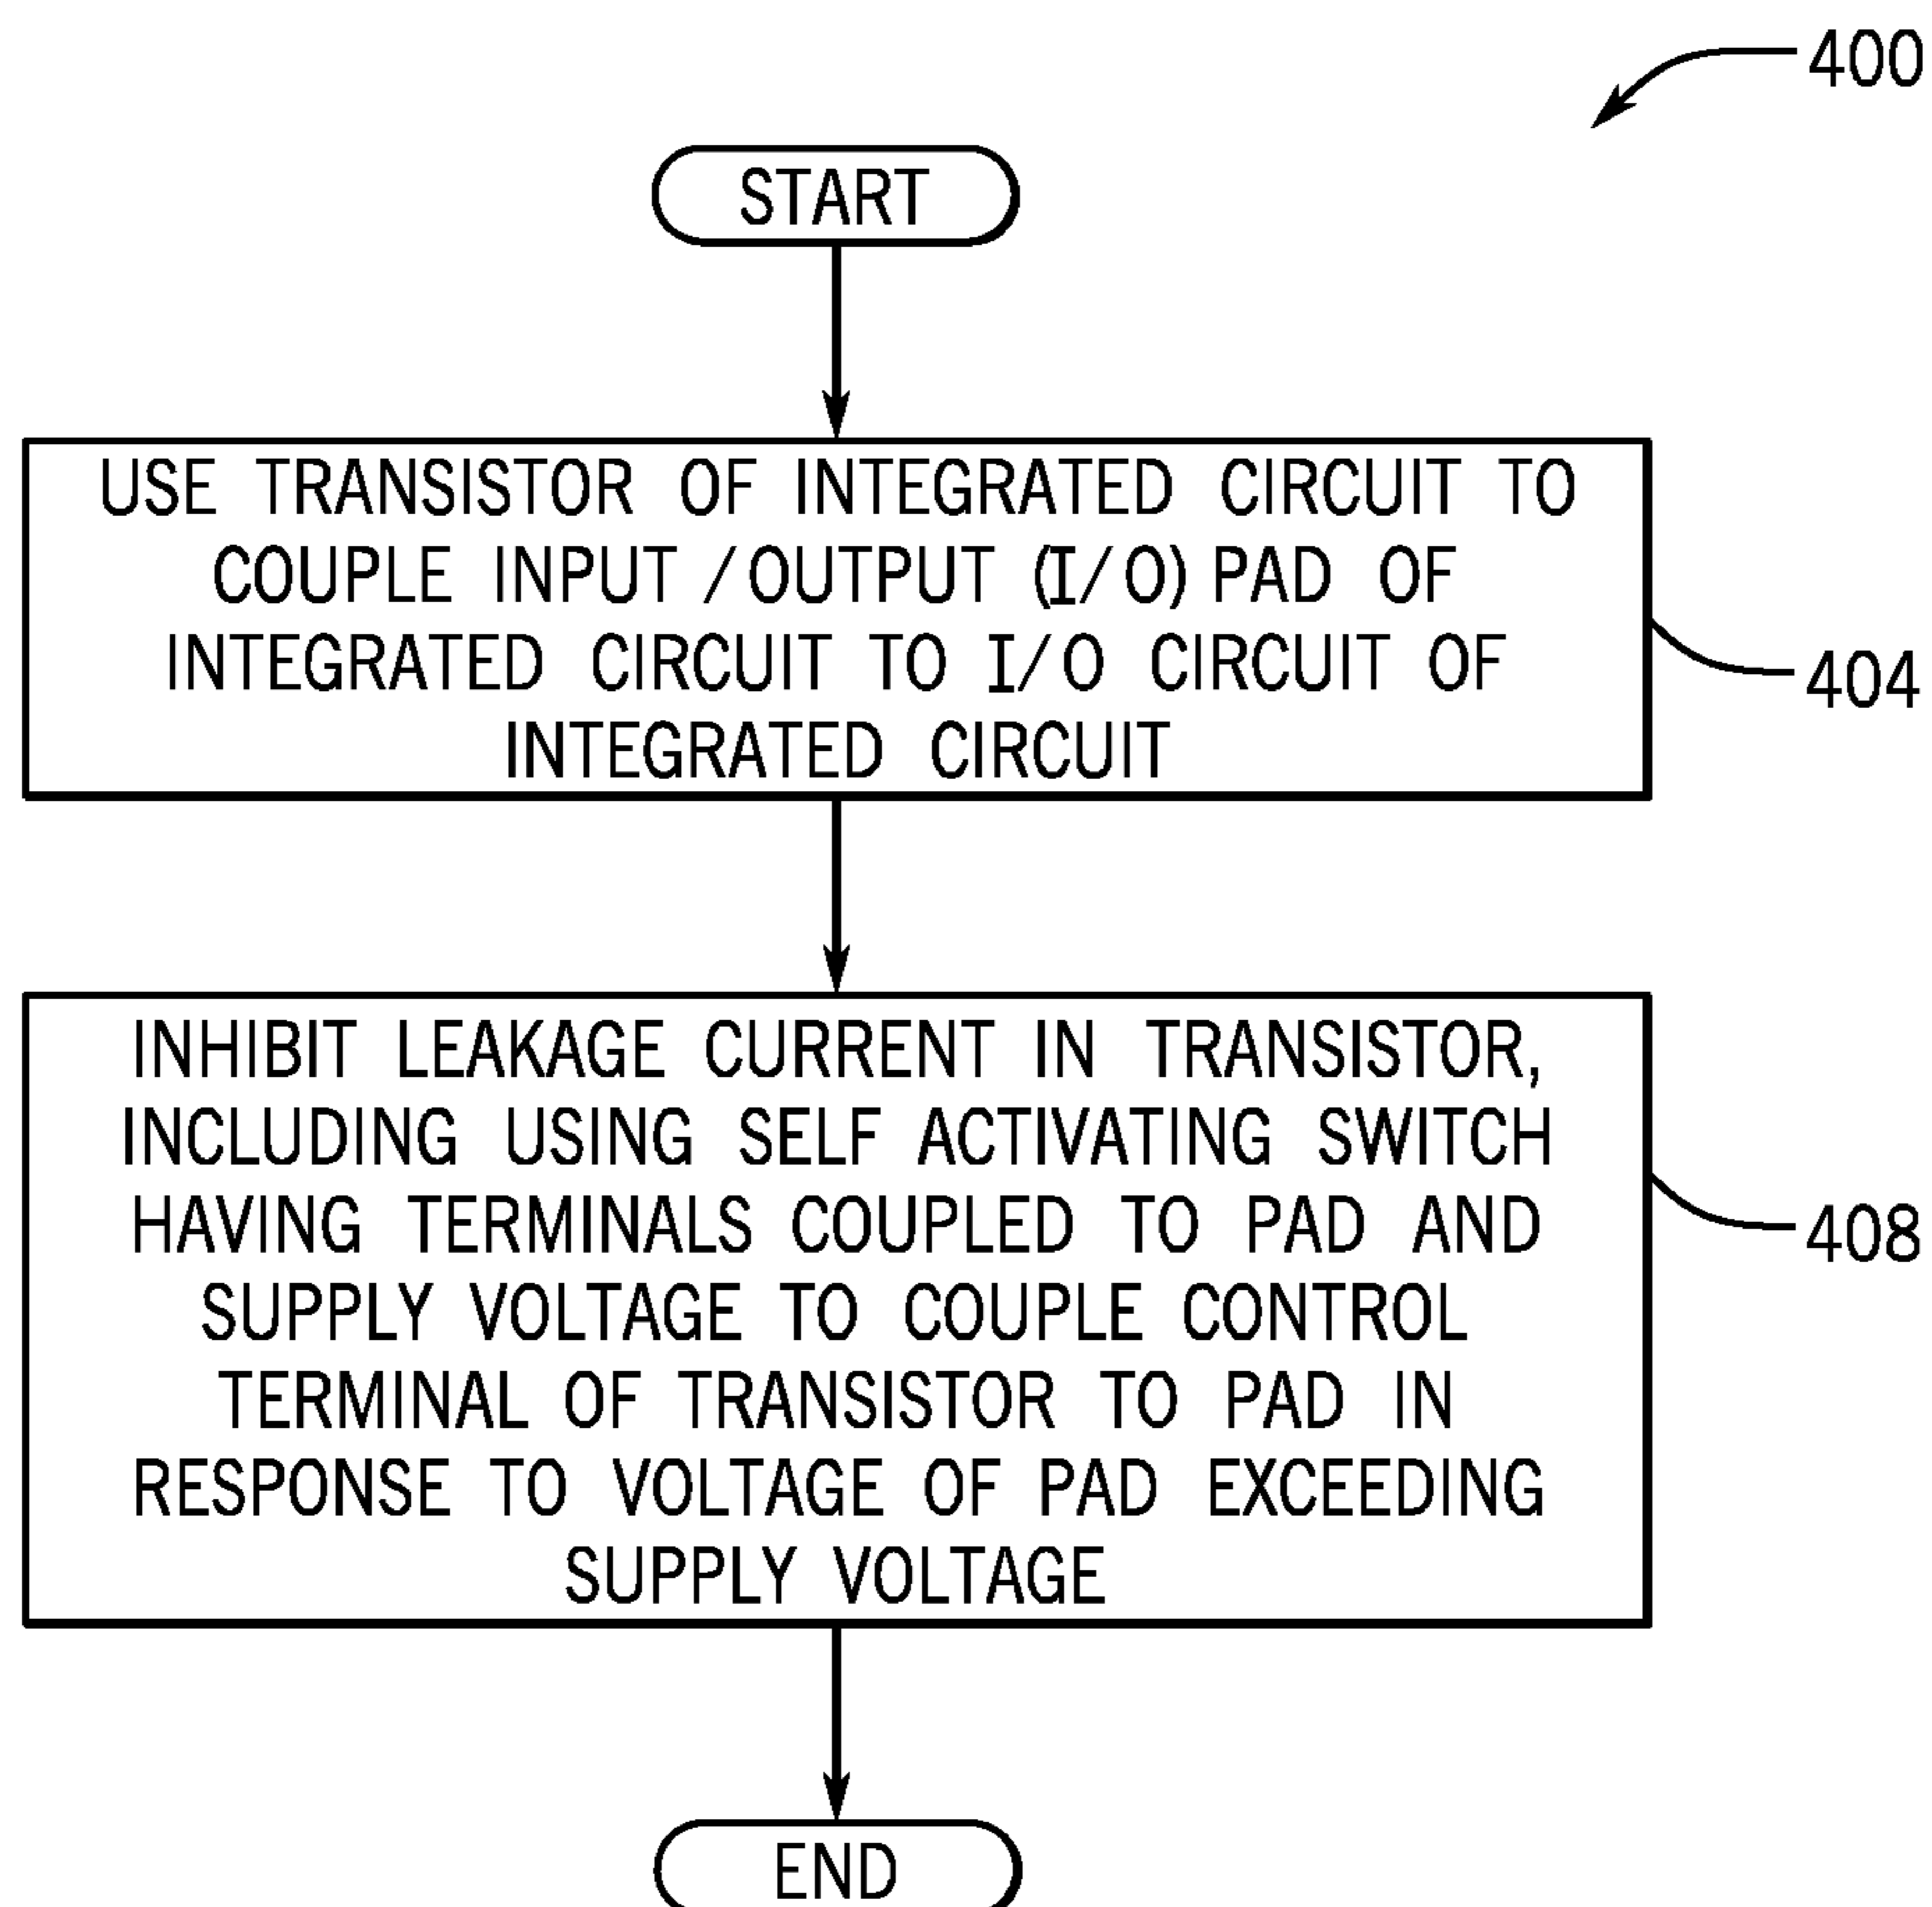 400
START
USE TRANSISTOR OF INTEGRATED CIRCUIT TO
COUPLE INPUT /OUTPUT (I/O) PAD OF
INTEGRATED CIRCUIT TO I/O CIRCUIT OF
INTEGRATED CIRCUIT
404
INHIBIT LEAKAGE CURRENT IN TRANSISTOR,
INCLUDING USING SELF ACTIVATING SWITCH
HAVING TERMINALS COUPLED TO PAD AND
SUPPLY VOLTAGE TO COUPLE CONTROL
TERMINAL OF TRANSISTOR TO PAD IN
RESPONSE TO VOLTAGE OF PAD EXCEEDING
SUPPLY VOLTAGE
408
END